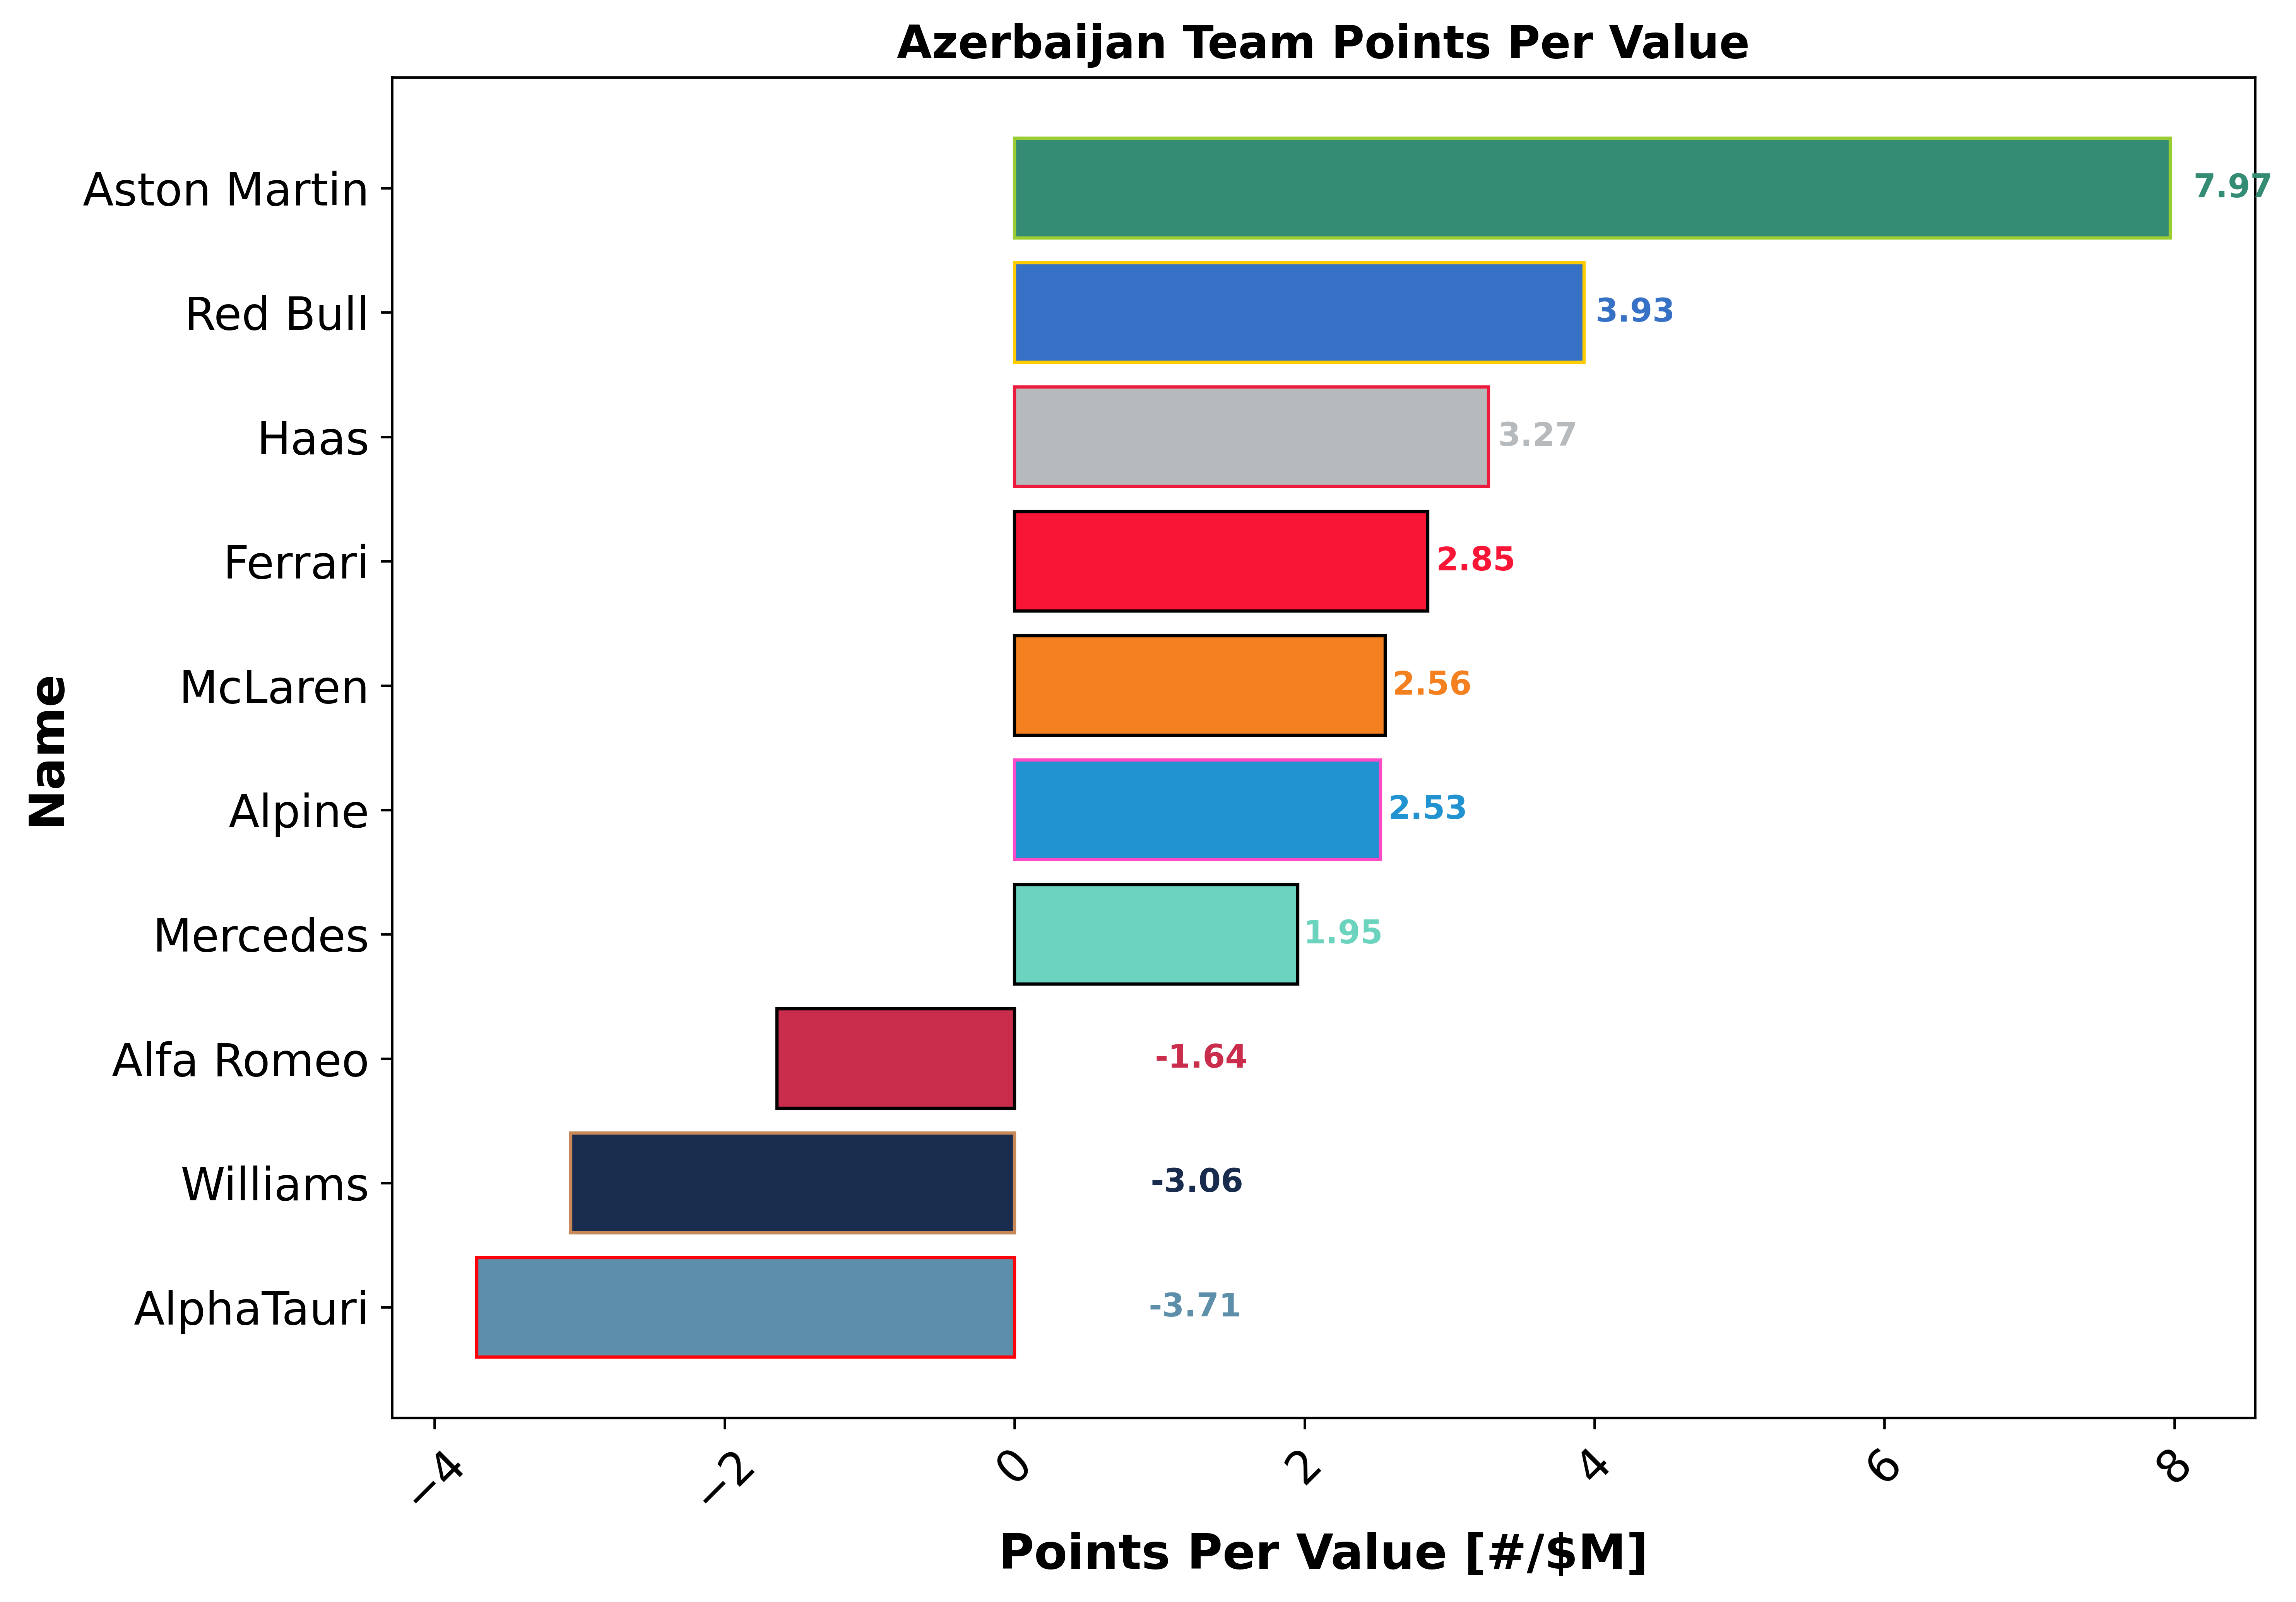 Azerbaijan Team Points Per Value
Aston Martin
7.97
Red Bull
3.93
Haas
3.27
Ferrari
2.85
McLaren
2.56
Alpine
2.53
Mercedes
1.95
Alfa Romeo
-1.64
Williams
-3.06
AlphaTauri
-3.71
Name
−4 −2 0 2 4 6 8
Points Per Value [#/$M]